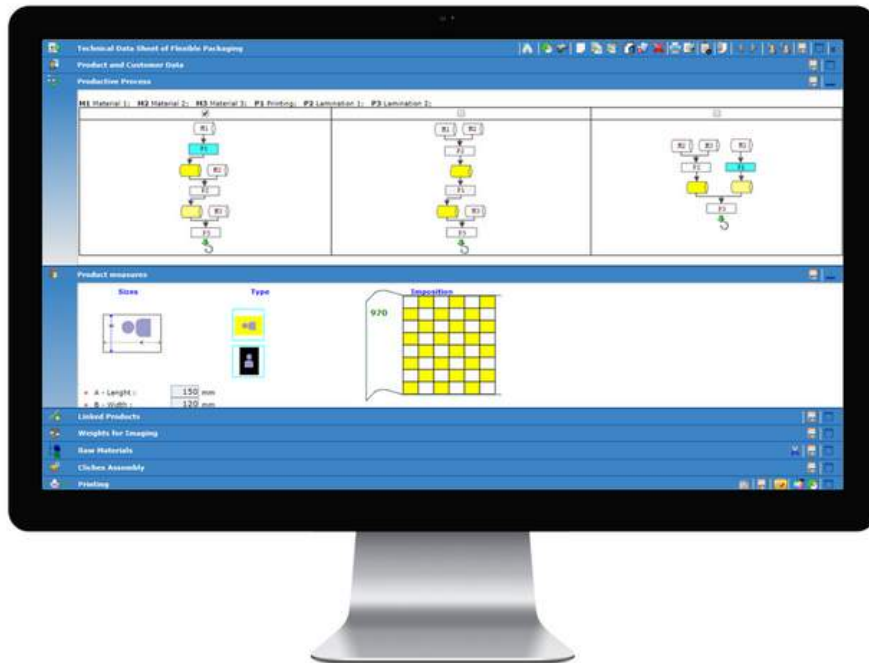 Technical Data Sheet of Flexible Packaging
Product and Customer Data
Productive Process
M1 Material 1; M2 Material 2; M3 Material 3; P1 Printing; P2 Lamination 1; P3 Lamination 2;
M1
M1 M2
M2 M3 M3
P1
M2
P2
P1
M3
M3
P3
P3
P3
Product measures
Sizes Type Imposition
970
A - Lenght : 150 mm
B - Width : 120 mm
Linked Products
Weights for Imaging
Raw Materials
Cliches Assembly
Printing